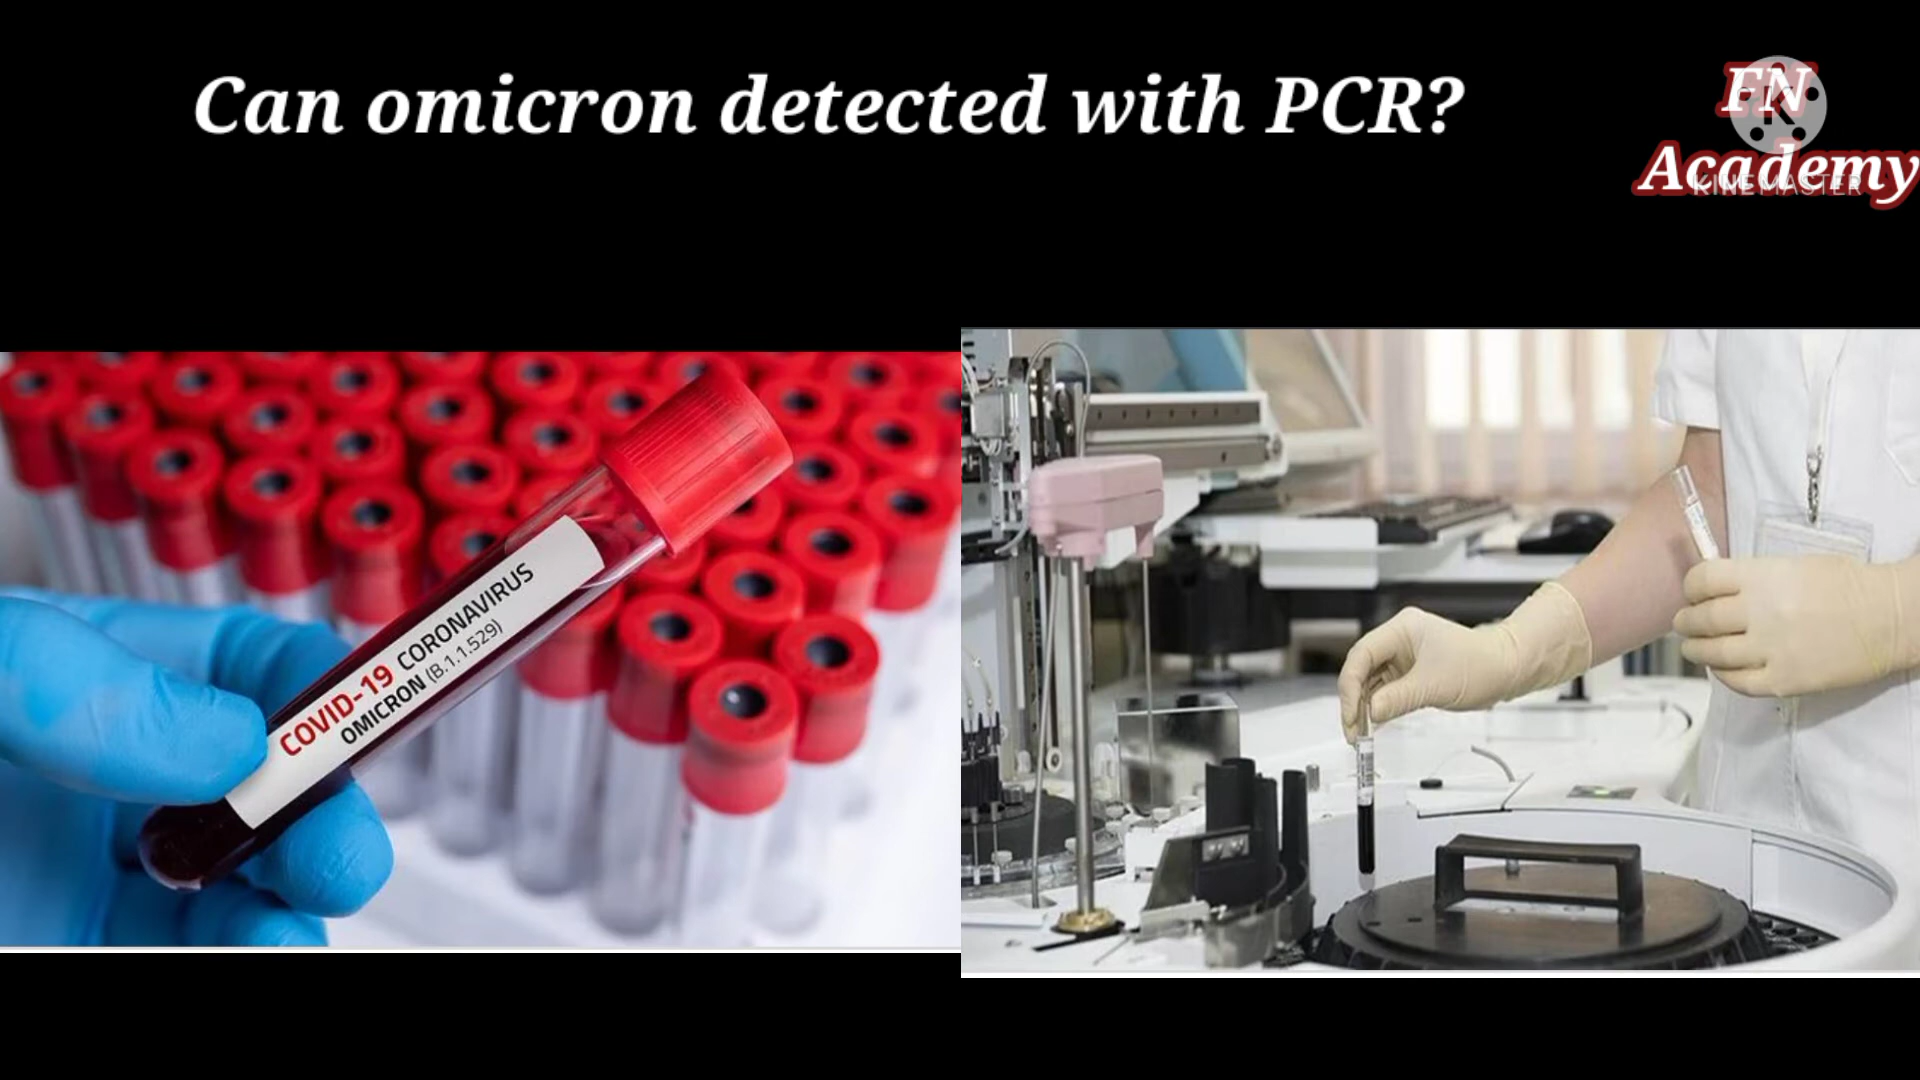 Can omicron detected with PCR?
FN
Academy
KINEMASTER
COVID-19 CORONAVIRUS
OMICRON (B.1.1.529)